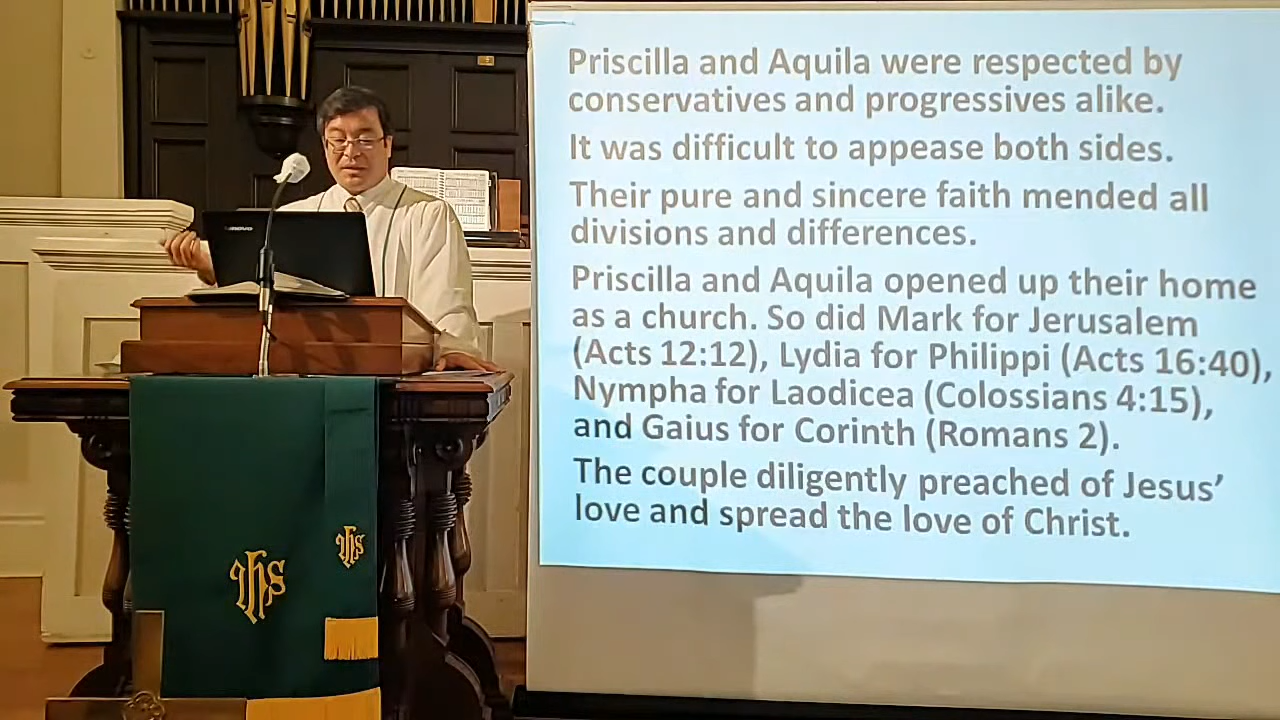 Priscilla and Aquila were respected by
conservatives and progressives alike.
It was difficult to appease both sides.
Their pure and sincere faith mended all
divisions and differences.
Priscilla and Aquila opened up their home
as a church. So did Mark for Jerusalem
(Acts 12:12), Lydia for Philippi (Acts 16:40),
Nympha for Laodicea (Colossians 4:15),
and Gaius for Corinth (Romans 2).
The couple diligently preached of Jesus’
love and spread the love of Christ.
lenovo
ihs
ihs